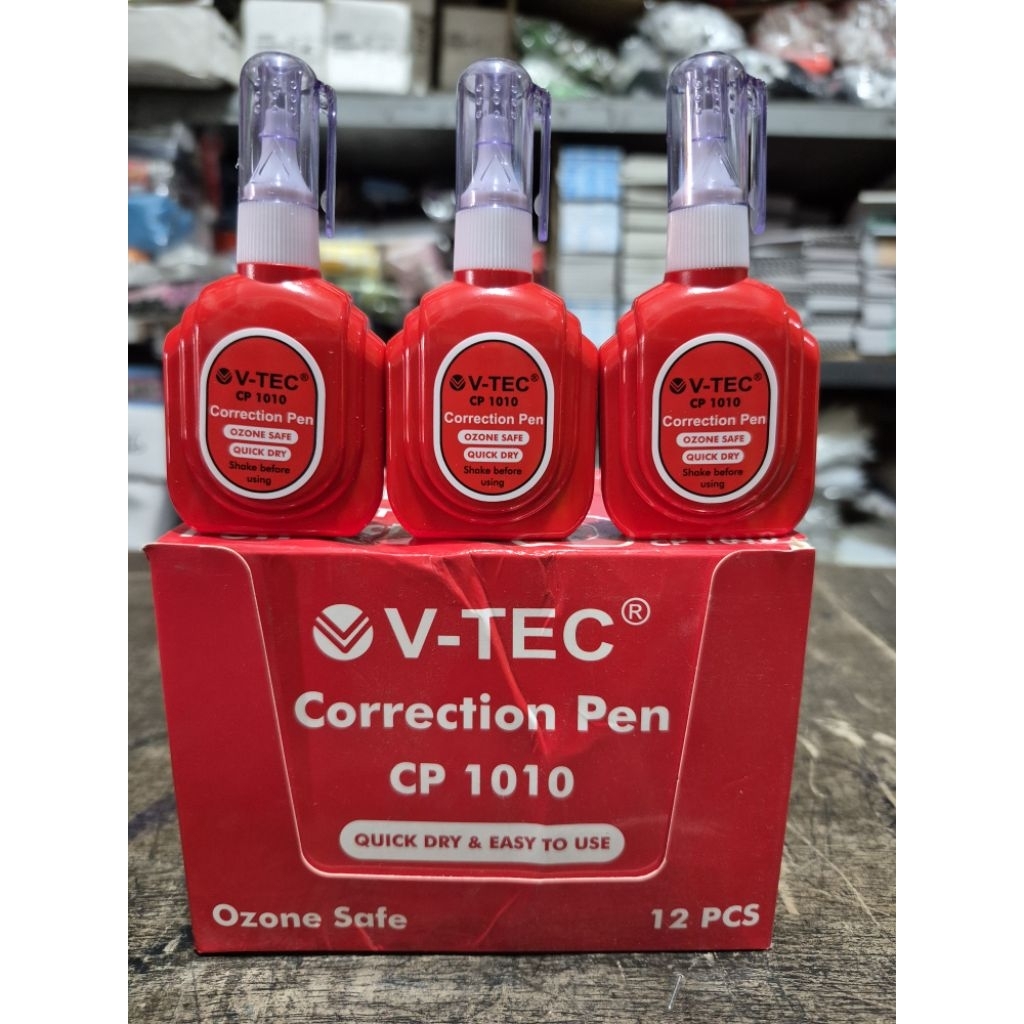 V-TEC®
CP 1010
Correction Pen
OZONE SAFE
QUICK DRY
Shake before
using
V-TEC®
CP 1010
Correction Pen
OZONE SAFE
QUICK DRY
Shake before
using
V-TEC®
CP 1010
Correction Pen
OZONE SAFE
QUICK DRY
Shake before
using
CP 1010
V-TEC®
Correction Pen
CP 1010
QUICK DRY & EASY TO USE
Ozone Safe
12 PCS